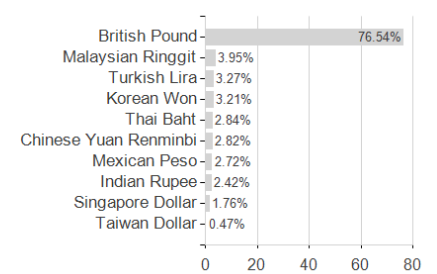 British Pound 76.54%
Malaysian Ringgit 3.95%
Turkish Lira 3.27%
Korean Won 3.21%
Thai Baht 2.84%
Chinese Yuan Renminbi 2.82%
Mexican Peso 2.72%
Indian Rupee 2.42%
Singapore Dollar 1.76%
Taiwan Dollar 0.47%
0 20 40 60 80